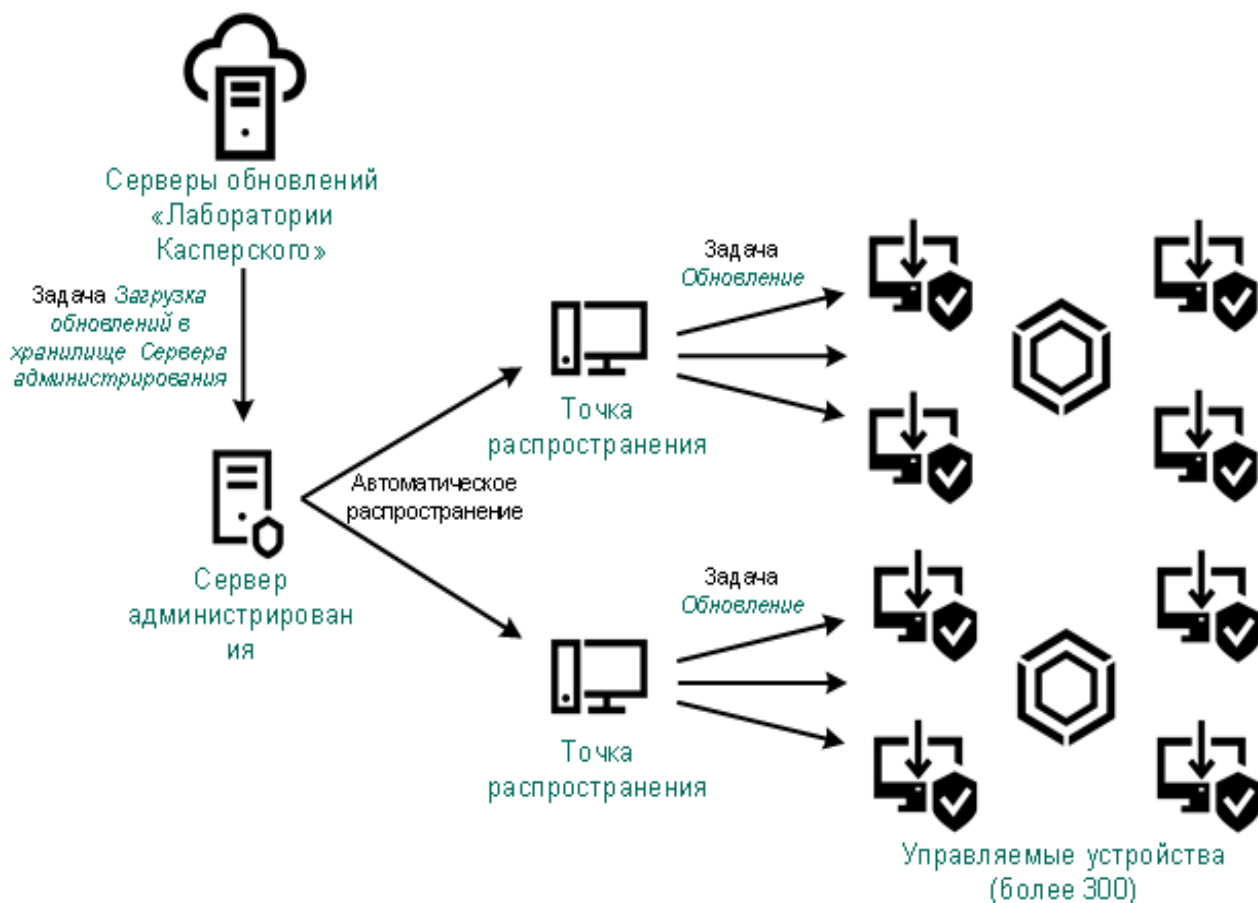 Серверы обновлений
«Лаборатории
Касперского»
Задача Загрузка
обновлений в
хранилище Сервера
администрирования
Сервер
администрирован
ия
Автоматическое
распространение
Точка
распространения
Задача
Обновление
Точка
распространения
Задача
Обновление
Управляемые устройства
(более 300)